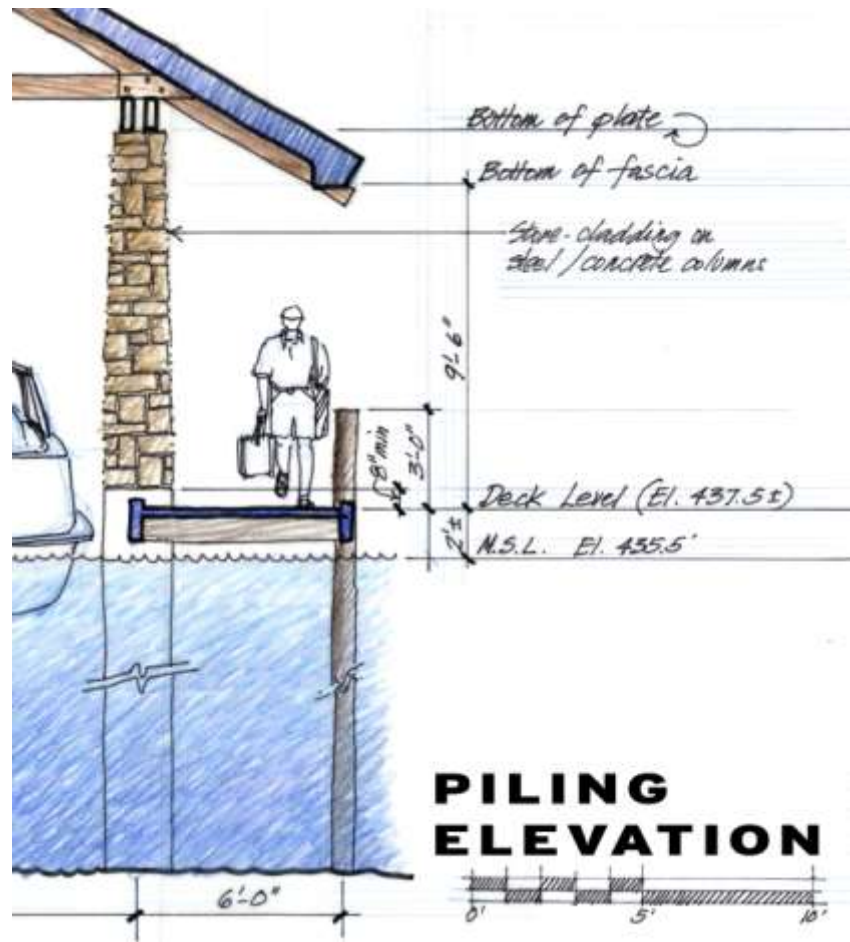 Bottom of plate
Bottom of fascia
Stone-cladding on
steel/concrete columns
9'-6"
8" min
3'-0"
Deck Level (El. 437.5±)
2'±
M.S.L. El. 435.5'
PILING
ELEVATION
6'-0"
0' 5' 10'